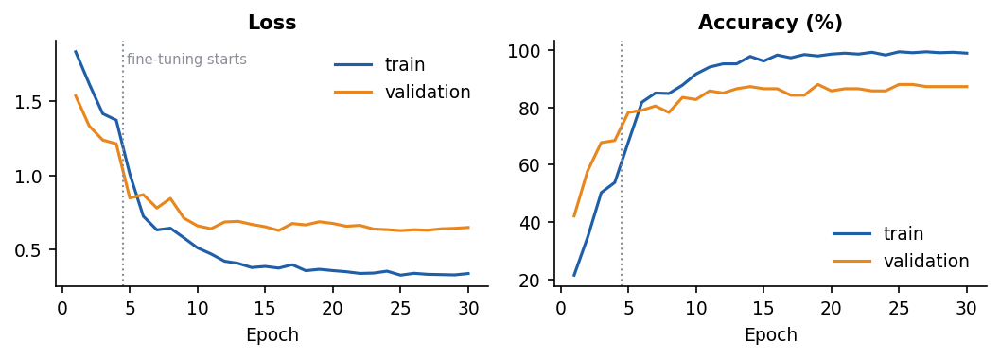 Loss
fine-tuning starts
train
validation
1.5
1.0
0.5
0 5 10 15 20 25 30
Epoch
Accuracy (%)
100
80
60
40
20
train
validation
0 5 10 15 20 25 30
Epoch